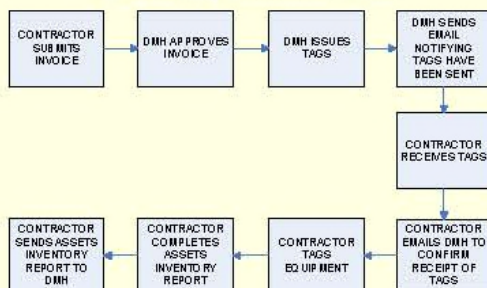 CONTRACTOR
SUBMITS
INVOICE
DMH APPROVES
INVOICE
DMH ISSUES
TAGS
DMH SENDS
EMAIL
NOTIFYING
TAGS HAVE
BEEN SENT
CONTRACTOR
RECEIVES TAGS
CONTRACTOR
EMAILS DMH TO
CONFIRM
RECEIPT OF
TAGS
CONTRACTOR
TAGS
EQUIPMENT
CONTRACTOR
COMPLETES
ASSETS
INVENTORY
REPORT
CONTRACTOR
SENDS ASSETS
INVENTORY
REPORT TO
DMH